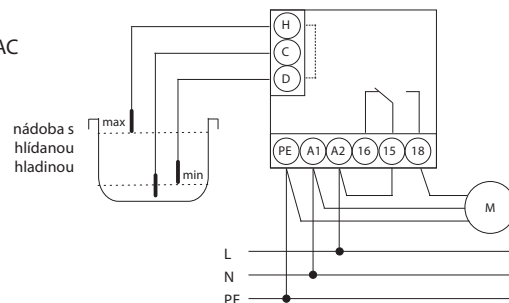 AC
H
C
D
max
nádoba s
hlídanou
hladinou
min
PE A1 A2 16 15 18
M
L
N
PE